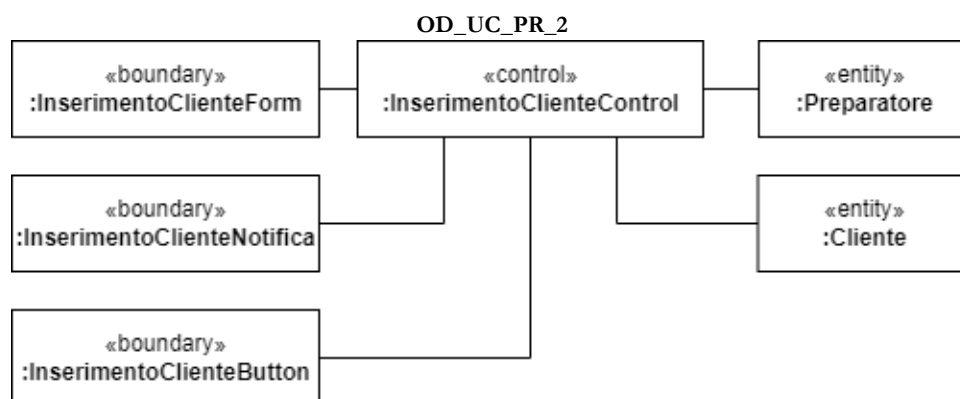 OD_UC_PR_2
«boundary»
:InserimentoClienteForm
«control»
:InserimentoClienteControl
«entity»
:Preparatore
«boundary»
:InserimentoClienteNotifica
«entity»
:Cliente
«boundary»
:InserimentoClienteButton